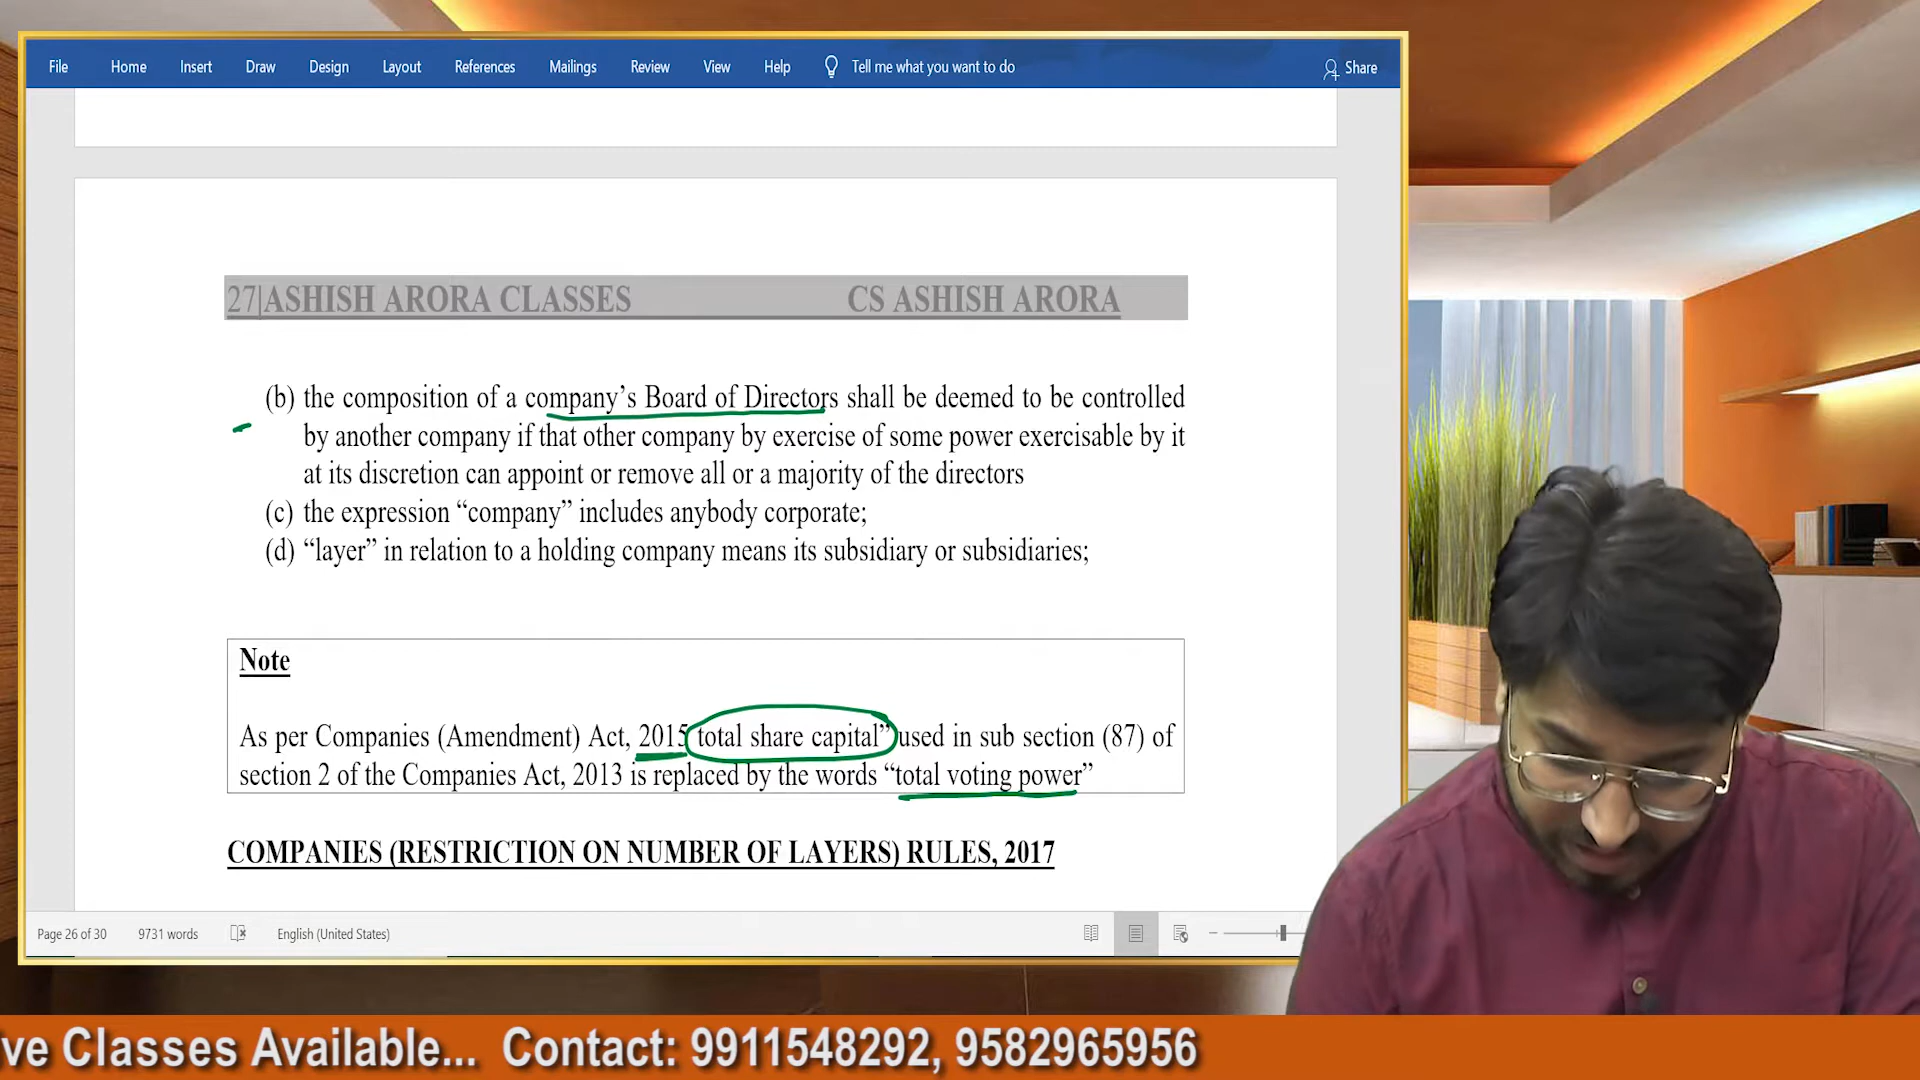 File Home Insert Draw Design Layout References Mailings Review View Help Tell me what you want to do Share
27|ASHISH ARORA CLASSES CS ASHISH ARORA
(b) the composition of a company’s Board of Directors shall be deemed to be controlled
by another company if that other company by exercise of some power exercisable by it
at its discretion can appoint or remove all or a majority of the directors
(c) the expression “company” includes anybody corporate;
(d) “layer” in relation to a holding company means its subsidiary or subsidiaries;
Note
As per Companies (Amendment) Act, 2015 total share capital” used in sub section (87) of
section 2 of the Companies Act, 2013 is replaced by the words “total voting power”
COMPANIES (RESTRICTION ON NUMBER OF LAYERS) RULES, 2017
Page 26 of 30 9731 words English (United States)
ve Classes Available... Contact: 9911548292, 9582965956